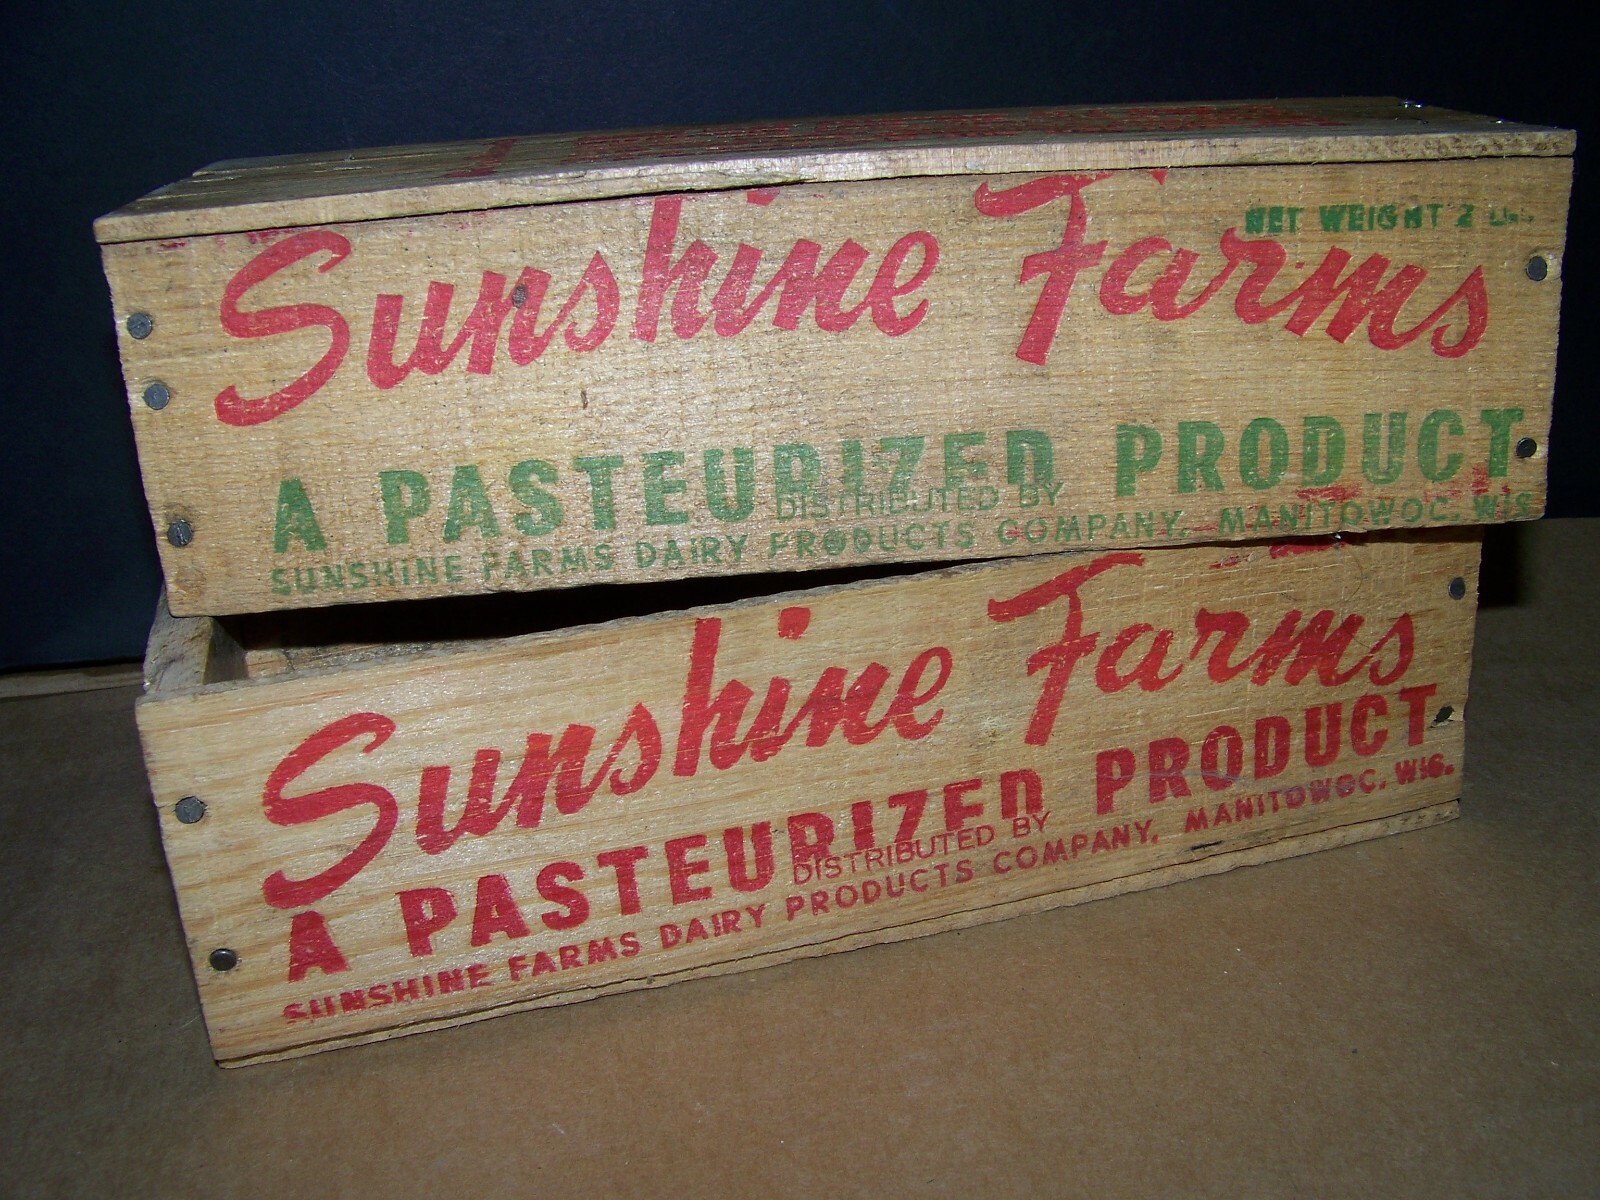 Sunshine Farms
NET WEIGHT 2 LBS.
A PASTEURIZED PRODUCT
DISTRIBUTED BY
SUNSHINE FARMS DAIRY PRODUCTS COMPANY, MANITOWOC, WIS.
Sunshine Farms
A PASTEURIZED PRODUCT
DISTRIBUTED BY
SUNSHINE FARMS DAIRY PRODUCTS COMPANY, MANITOWOC, WIS.